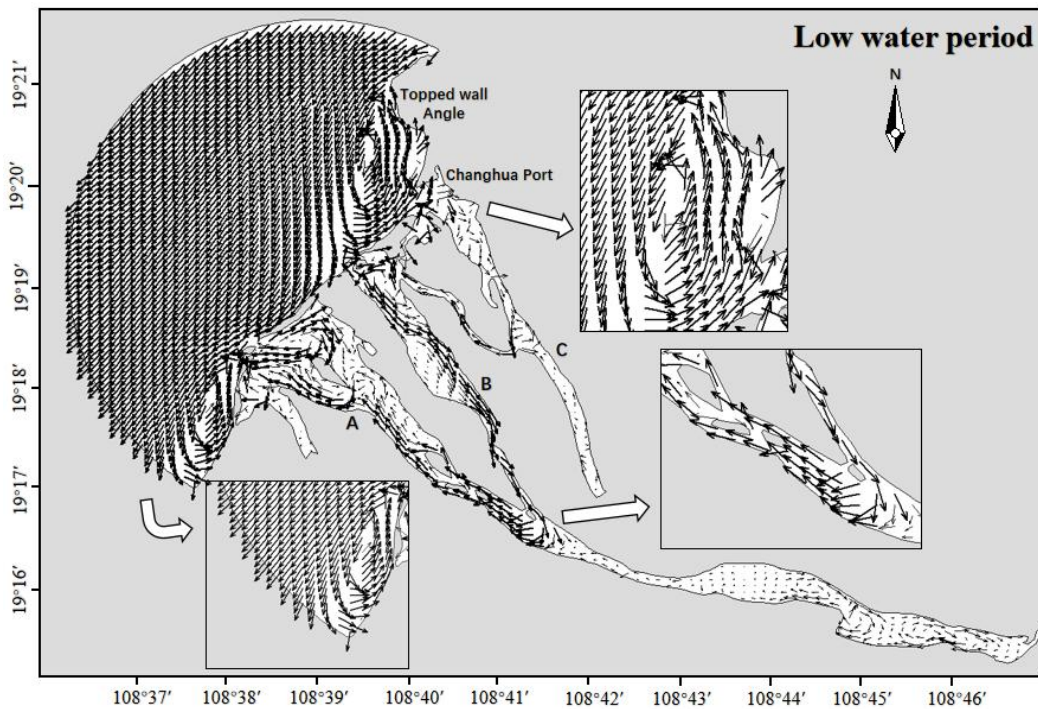 Low water period
N
Topped wall
Angle
Changhua Port
C
B
A
19°21′
19°20′
19°19′
19°18′
19°17′
19°16′
108°37′ 108°38′ 108°39′ 108°40′ 108°41′ 108°42′ 108°43′ 108°44′ 108°45′ 108°46′